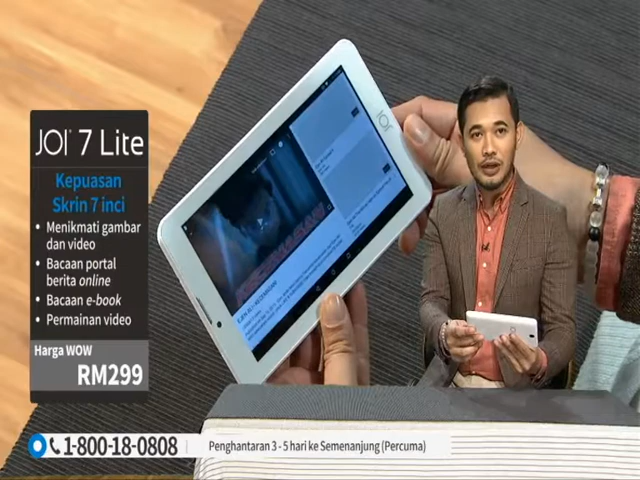 JOI 7 Lite
Kepuasan
Skrin 7 inci
• Menikmati gambar
dan video
• Bacaan portal
berita online
• Bacaan e-book
• Permainan video
Harga WOW
RM299
JOI
1-800-18-0808
Penghantaran 3 - 5 hari ke Semenanjung (Percuma)